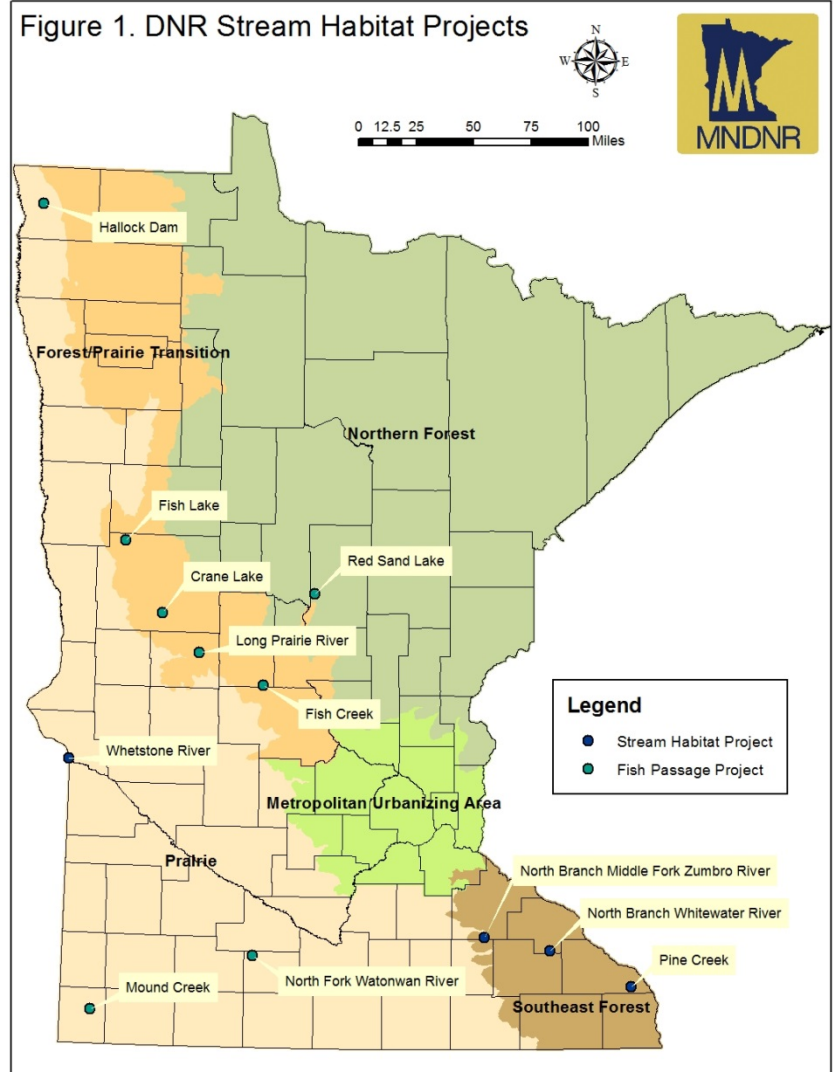 Figure 1. DNR Stream Habitat Projects
N
W E
S
0 12.5 25 50 75 100
Miles
MNDNR
Hallock Dam
Forest/Prairie Transition
Northern Forest
Fish Lake
Red Sand Lake
Crane Lake
Long Prairie River
Fish Creek
Legend
Stream Habitat Project
Fish Passage Project
Whetstone River
Metropolitan Urbanizing Area
Prairie
North Branch Middle Fork Zumbro River
North Branch Whitewater River
Pine Creek
North Fork Watonwan River
Mound Creek
Southeast Forest